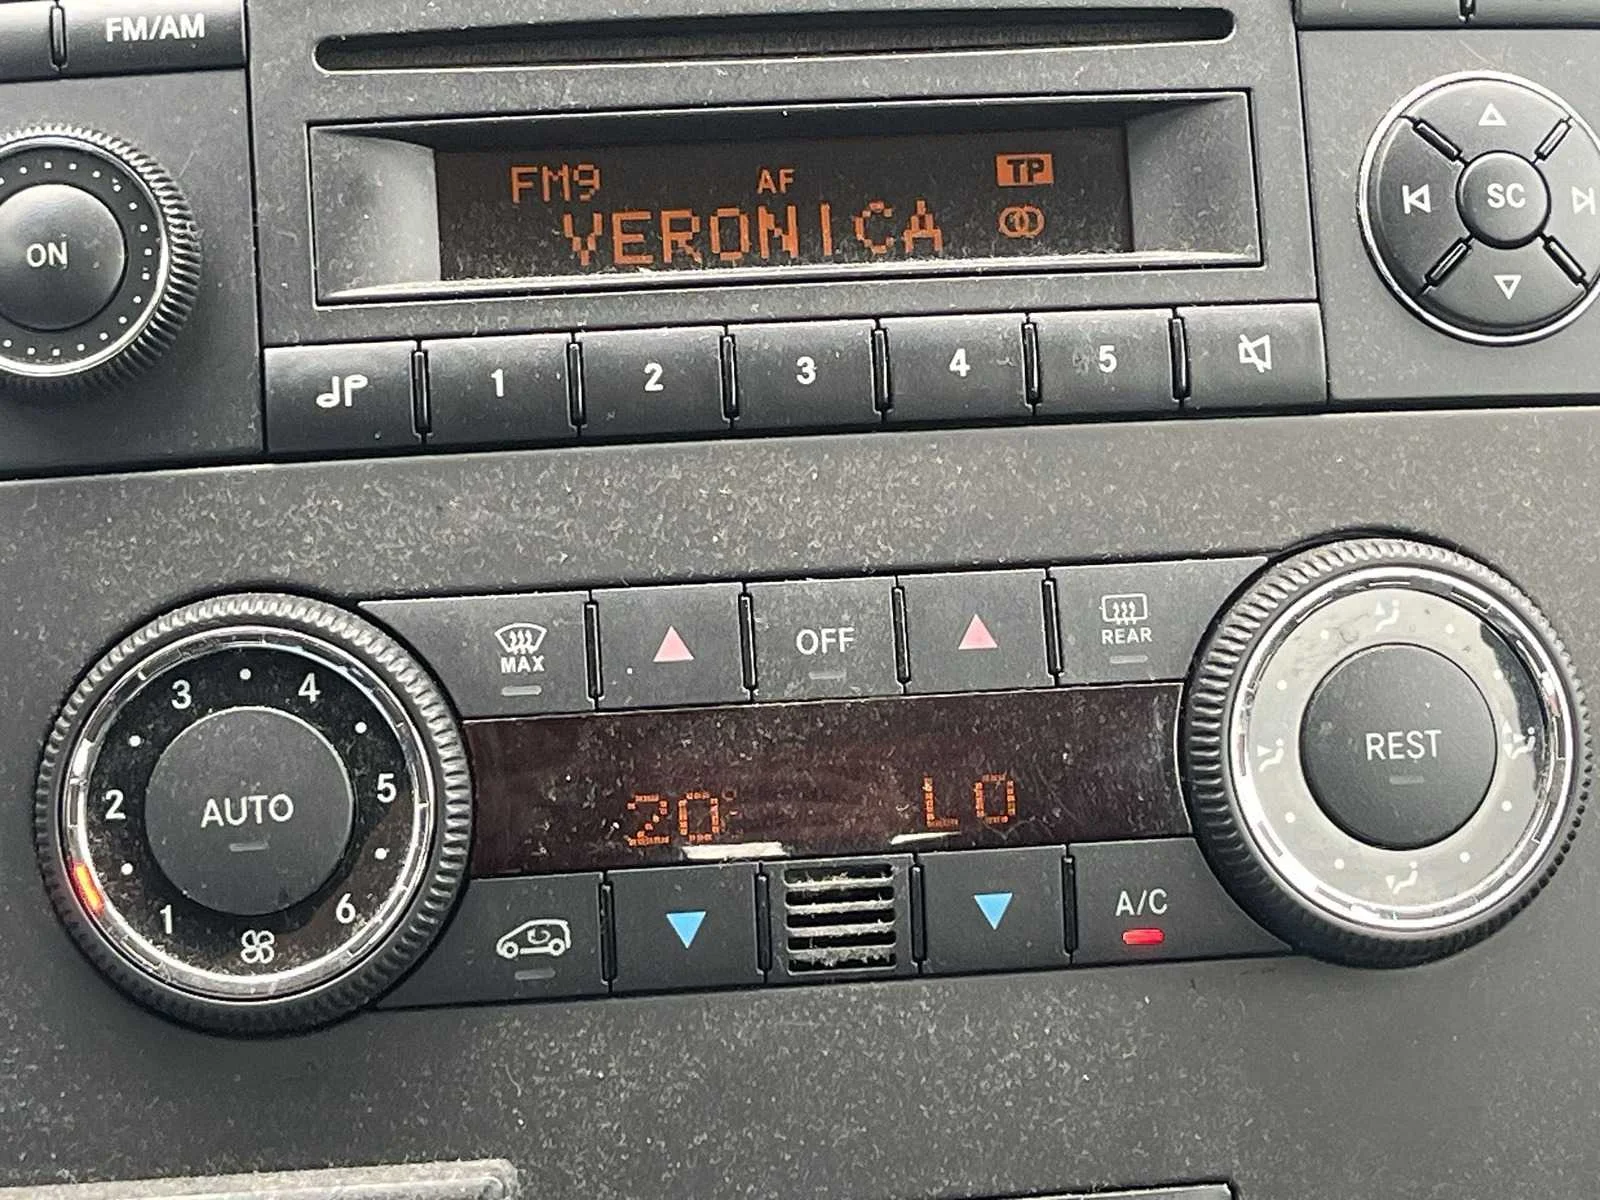 FM/AM
FM9 AF TP
VERONICA
ON
SC
1 2 3 4 5
MAX OFF REAR
3 4
2 AUTO 5
1 6
20° LO
REST
A/C